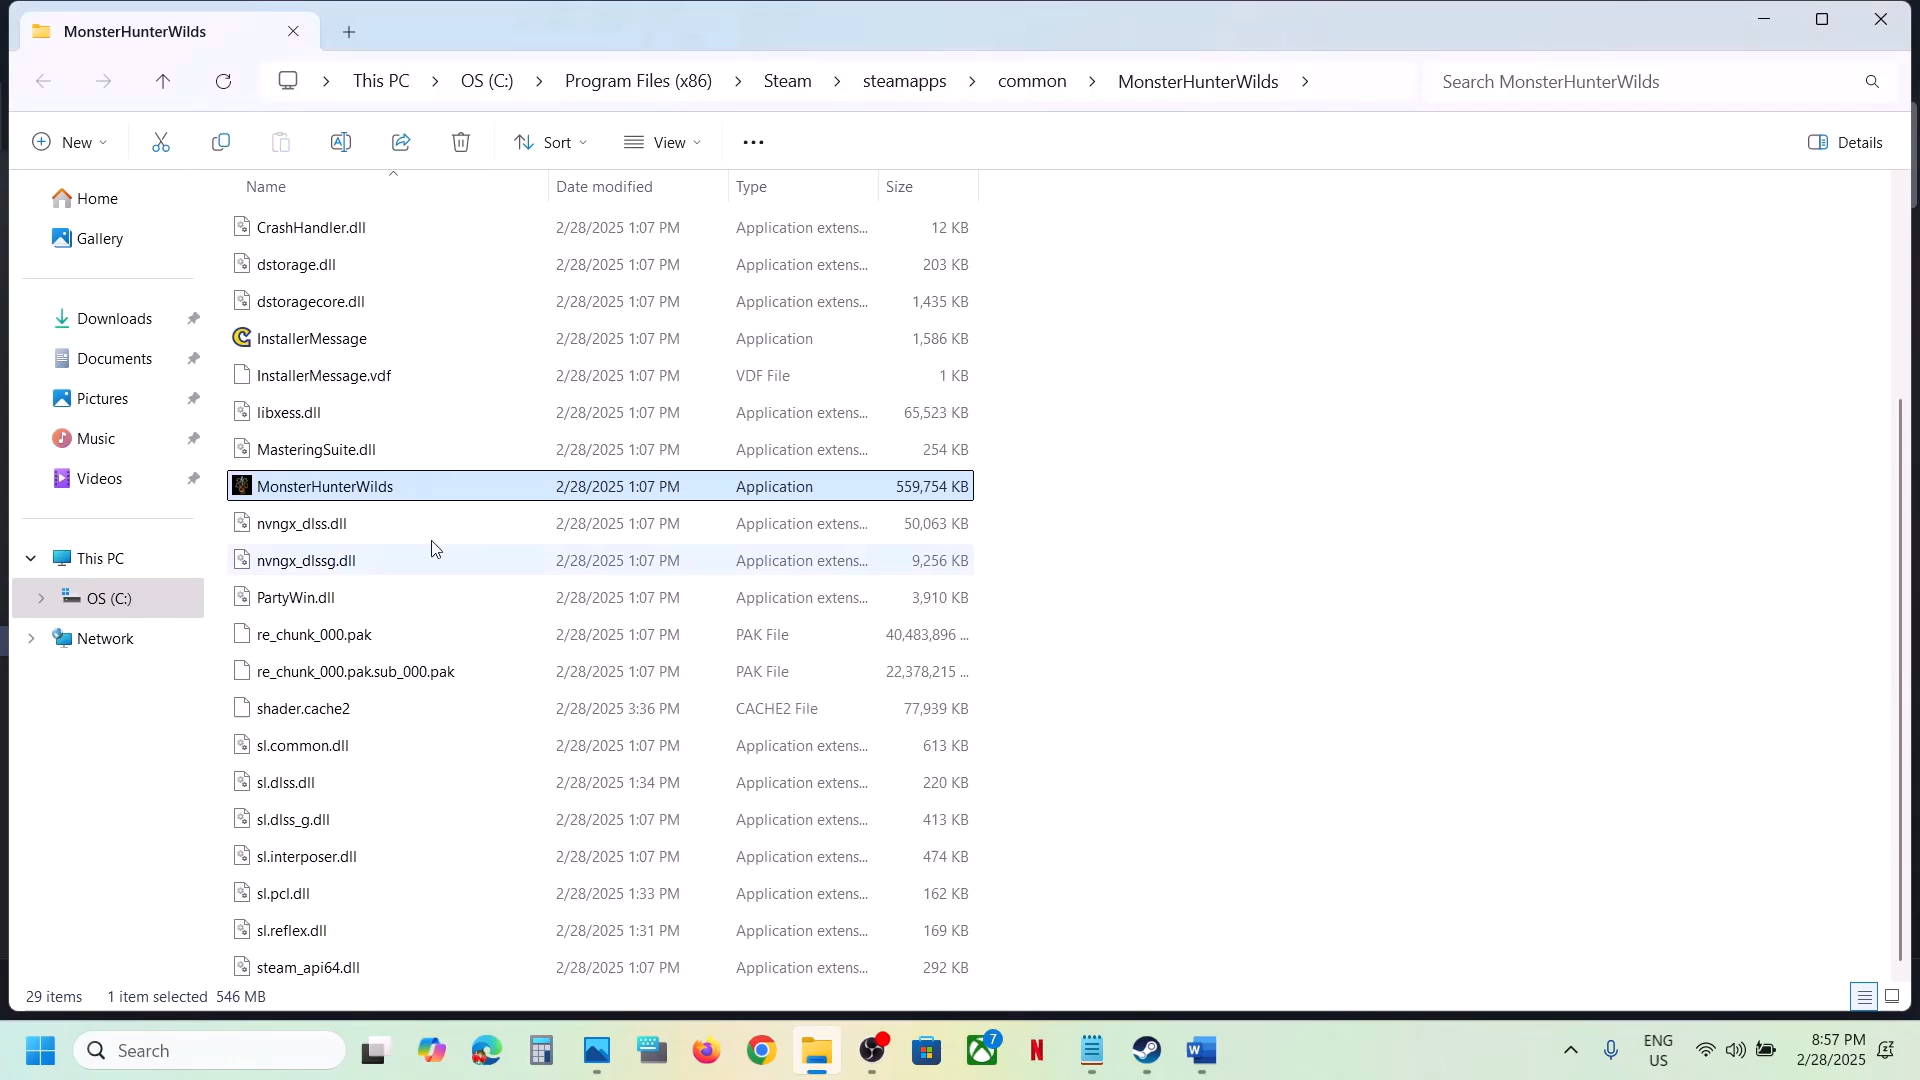 MonsterHunterWilds
This PC > OS (C:) > Program Files (x86) > Steam > steamapps > common > MonsterHunterWilds >
Search MonsterHunterWilds
New
Sort
View
Details
Name Date modified Type Size
Home
Gallery
Downloads
Documents
Pictures
Music
Videos
This PC
OS (C:)
Network
CrashHandler.dll 2/28/2025 1:07 PM Application extens... 12 KB
dstorage.dll 2/28/2025 1:07 PM Application extens... 203 KB
dstoragecore.dll 2/28/2025 1:07 PM Application extens... 1,435 KB
InstallerMessage 2/28/2025 1:07 PM Application 1,586 KB
InstallerMessage.vdf 2/28/2025 1:07 PM VDF File 1 KB
libxess.dll 2/28/2025 1:07 PM Application extens... 65,523 KB
MasteringSuite.dll 2/28/2025 1:07 PM Application extens... 254 KB
MonsterHunterWilds 2/28/2025 1:07 PM Application 559,754 KB
nvngx_dlss.dll 2/28/2025 1:07 PM Application extens... 50,063 KB
nvngx_dlssg.dll 2/28/2025 1:07 PM Application extens... 9,256 KB
PartyWin.dll 2/28/2025 1:07 PM Application extens... 3,910 KB
re_chunk_000.pak 2/28/2025 1:07 PM PAK File 40,483,896 ...
re_chunk_000.pak.sub_000.pak 2/28/2025 1:07 PM PAK File 22,378,215 ...
shader.cache2 2/28/2025 3:36 PM CACHE2 File 77,939 KB
sl.common.dll 2/28/2025 1:07 PM Application extens... 613 KB
sl.dlss.dll 2/28/2025 1:34 PM Application extens... 220 KB
sl.dlss_g.dll 2/28/2025 1:07 PM Application extens... 413 KB
sl.interposer.dll 2/28/2025 1:07 PM Application extens... 474 KB
sl.pcl.dll 2/28/2025 1:33 PM Application extens... 162 KB
sl.reflex.dll 2/28/2025 1:31 PM Application extens... 169 KB
steam_api64.dll 2/28/2025 1:07 PM Application extens... 292 KB
29 items 1 item selected 546 MB
Search
7
ENG
US
8:57 PM
2/28/2025